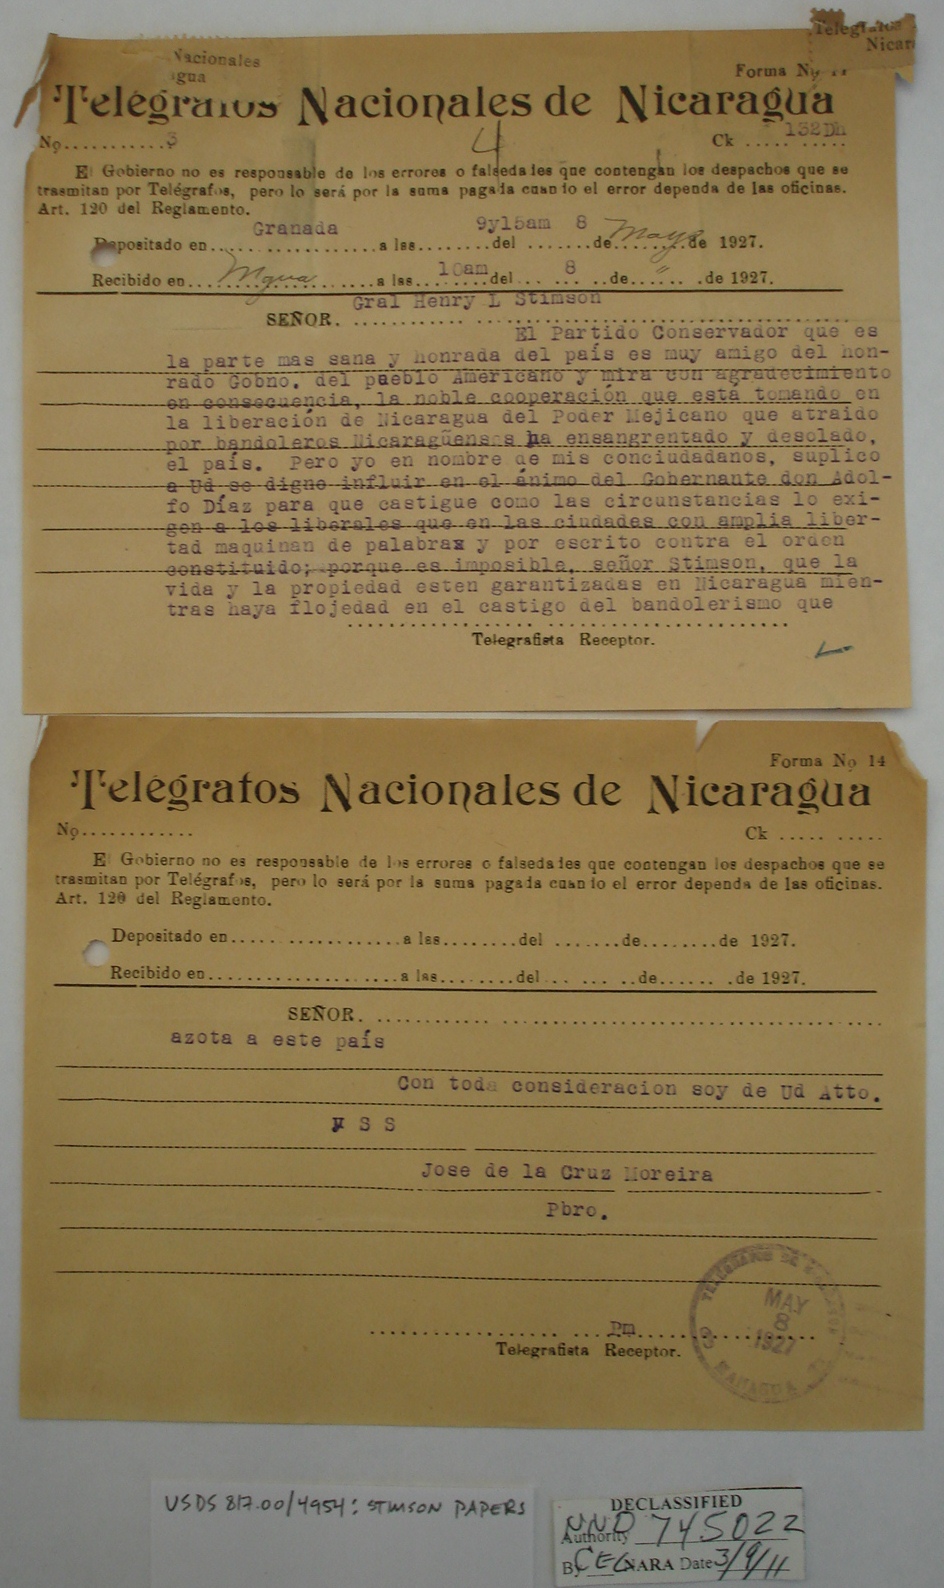 Nacionales
Telégrafos
Nicar
Forma No
Telégrafos Nacionales de Nicaragua
No. 3
4
Ck 132Dh
El Gobierno no es responsable de los errores o falsedades que contengan los despachos que se
trasmitan por Telégrafos, pero lo será por la suma pagada cuando el error dependa de las oficinas.
Art. 120 del Reglamento.
Depositado en Granada a las 9y15am del 8 de Mayo de 1927.
Recibido en Mgua a las 10am del 8 de " de 1927.
SEÑOR. Gral Henry L Stimson
El Partido Conservador que es
la parte mas sana y honrada del país es muy amigo del hon-
rado Gobno. del pueblo Americano y mira con agradecimiento
en consecuencia, la noble cooperación que está tomando en
la liberación de Nicaragua del Poder Mejicano que atraido
por bandoleros Nicaragüenses ha ensangrentado y desolado,
el país. Pero yo en nombre de mis conciudadanos, suplico
a Ud se digne influir en el ánimo del Gobernante don Adol-
fo Díaz para que castigue como las circunstancias lo exi-
gen a los liberales que en las ciudades con amplia liber-
tad maquinan de palabras y por escrito contra el orden
constituido; porque es imposible, señor Stimson, que la
vida y la propiedad esten garantizadas en Nicaragua mien-
tras haya flojedad en el castigo del bandolerismo que
Telegrafista Receptor.
Forma No 14
Telégrafos Nacionales de Nicaragua
No.
Ck
El Gobierno no es responsable de los errores o falsedades que contengan los despachos que se
trasmitan por Telégrafos, pero lo será por la suma pagada cuando el error dependa de las oficinas.
Art. 120 del Reglamento.
Depositado en a las del de de 1927.
Recibido en a las del de de 1927.
SEÑOR.
azota a este país
Con toda consideracion soy de Ud Atto.
y S S
Jose de la Cruz Moreira
Pbro.
Pm
Telegrafista Receptor.
MAY
8
1927
MANAGUA
USDS 817.00/4954: STIMSON PAPERS
DECLASSIFIED
Authority NND 745022
By CEG NARA Date 3/9/11